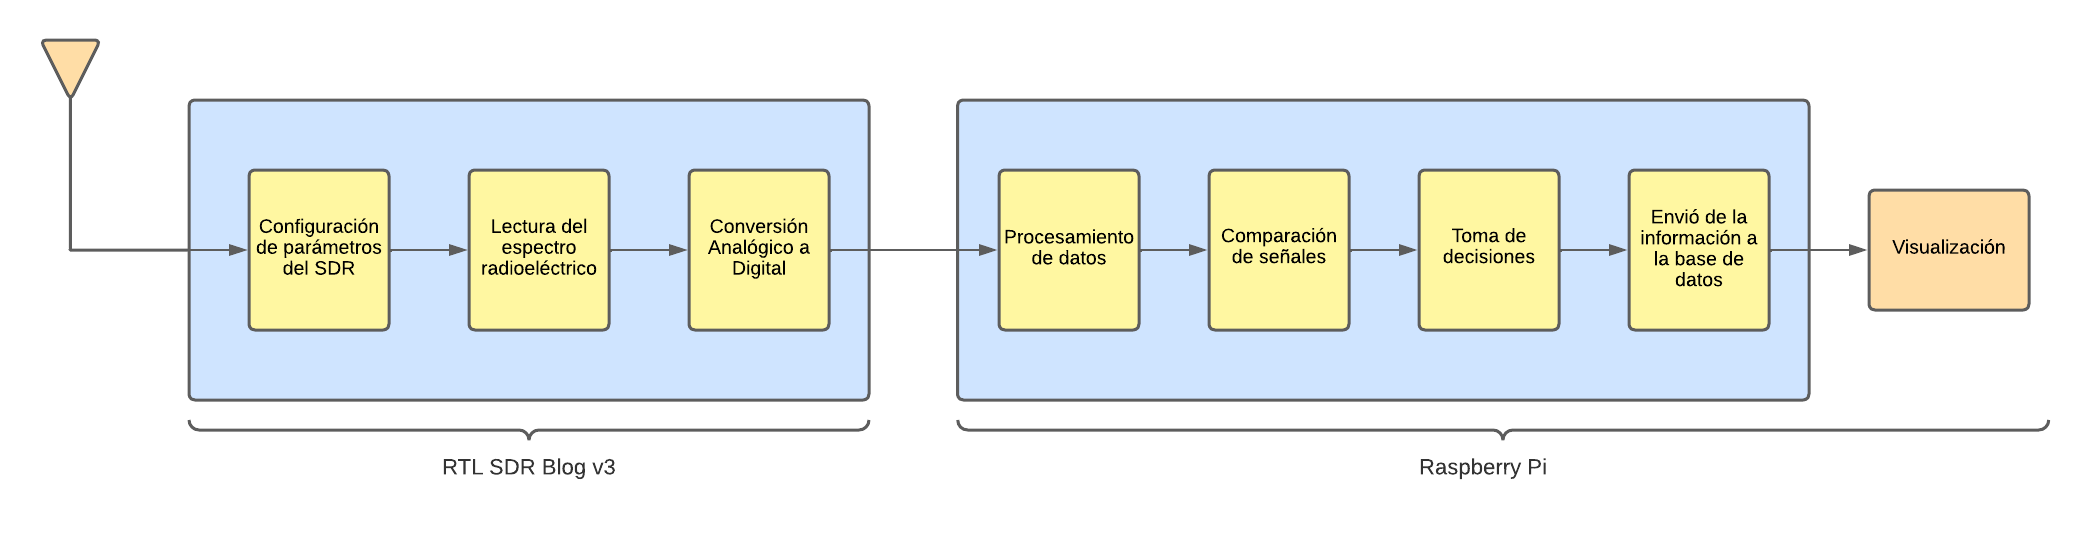 Configuración
de parámetros
del SDR
Lectura del
espectro
radioeléctrico
Conversión
Analógico a
Digital
Procesamiento
de datos
Comparación
de señales
Toma de
decisiones
Envió de la
información a
la base de
datos
Visualización
RTL SDR Blog v3
Raspberry Pi